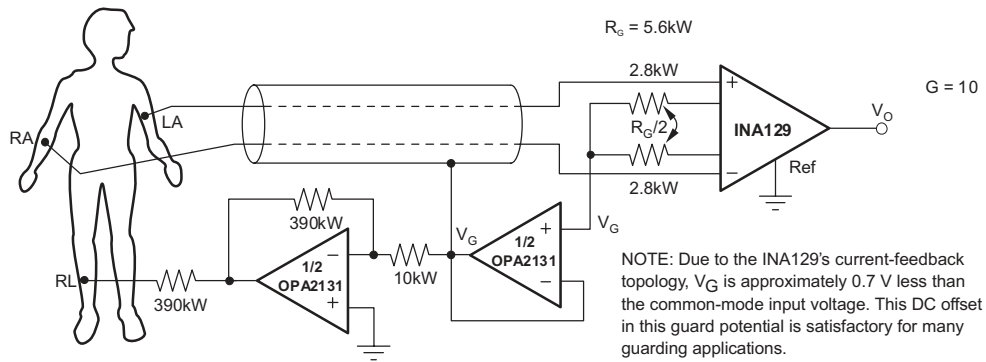 R_G = 5.6kW
2.8kW
G = 10
+
LA
RA
R_G/2
INA129
V_O
Ref
−
2.8kW
390kW
V_G
+
V_G
1/2
OPA2131
−
−
1/2
OPA2131
+
10kW
RL
390kW
NOTE: Due to the INA129's current-feedback
topology, V_G is approximately 0.7 V less than
the common-mode input voltage. This DC offset
in this guard potential is satisfactory for many
guarding applications.